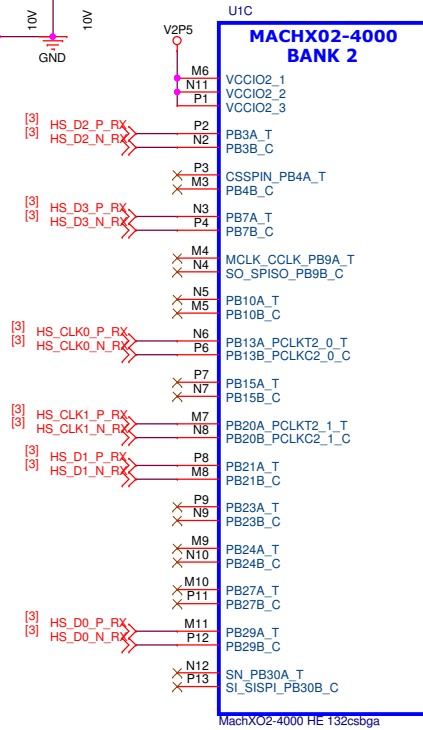 10V
10V
GND
V2P5
U1C
MACHXO2-4000
BANK 2
M6 VCCIO2_1
N11 VCCIO2_2
P1 VCCIO2_3
[3] HS_D2_P_RX P2 PB3A_T
[3] HS_D2_N_RX N2 PB3B_C
P3 CSSPIN_PB4A_T
M3 PB4B_C
[3] HS_D3_P_RX N3 PB7A_T
[3] HS_D3_N_RX P4 PB7B_C
M4 MCLK_CCLK_PB9A_T
N4 SO_SPISO_PB9B_C
N5 PB10A_T
M5 PB10B_C
[3] HS_CLK0_P_RX N6 PB13A_PCLKT2_0_T
[3] HS_CLK0_N_RX P6 PB13B_PCLKC2_0_C
P7 PB15A_T
N7 PB15B_C
[3] HS_CLK1_P_RX M7 PB20A_PCLKT2_1_T
[3] HS_CLK1_N_RX N8 PB20B_PCLKC2_1_C
[3] HS_D1_P_RX P8 PB21A_T
[3] HS_D1_N_RX M8 PB21B_C
P9 PB23A_T
N9 PB23B_C
M9 PB24A_T
N10 PB24B_C
M10 PB27A_T
P11 PB27B_C
[3] HS_D0_P_RX M11 PB29A_T
[3] HS_D0_N_RX P12 PB29B_C
N12 SN_PB30A_T
P13 SI_SISPI_PB30B_C
MachXO2-4000 HE 132csbga